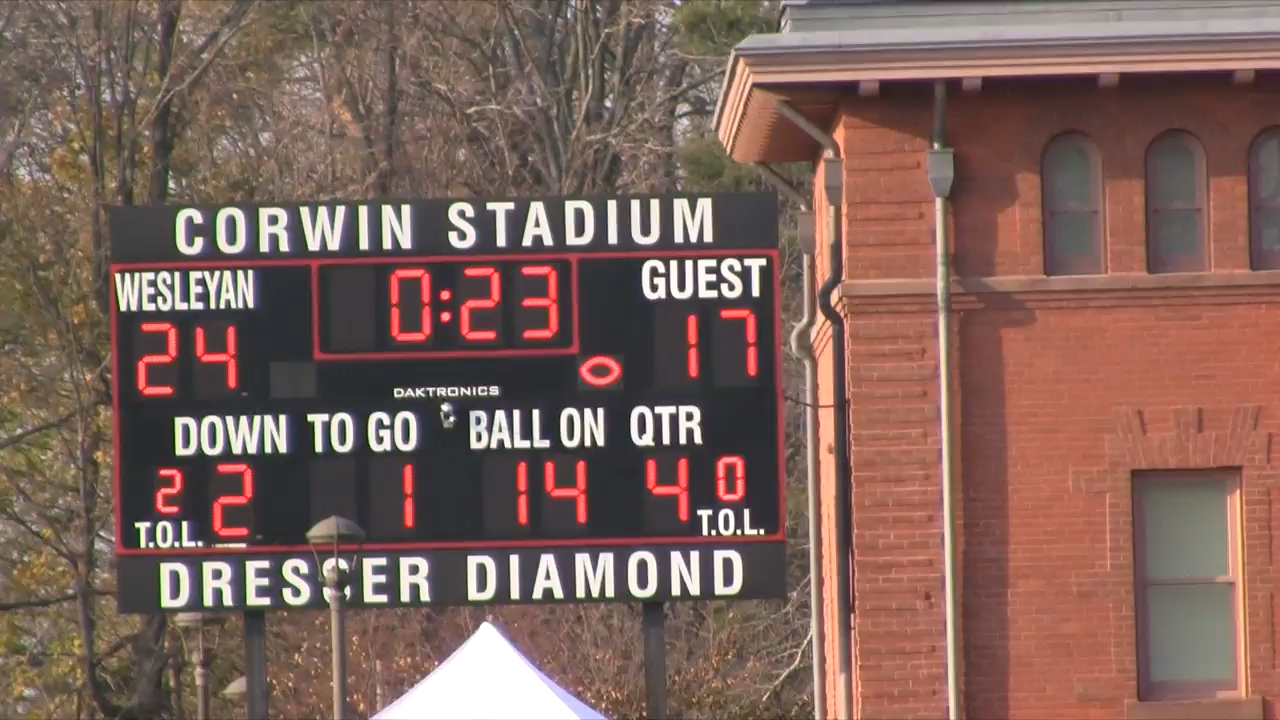 CORWIN STADIUM
WESLEYAN 0:23 GUEST
24 17
DAKTRONICS
DOWN TO GO BALL ON QTR
2 2 1 14 4 0
T.O.L. T.O.L.
DRESSER DIAMOND